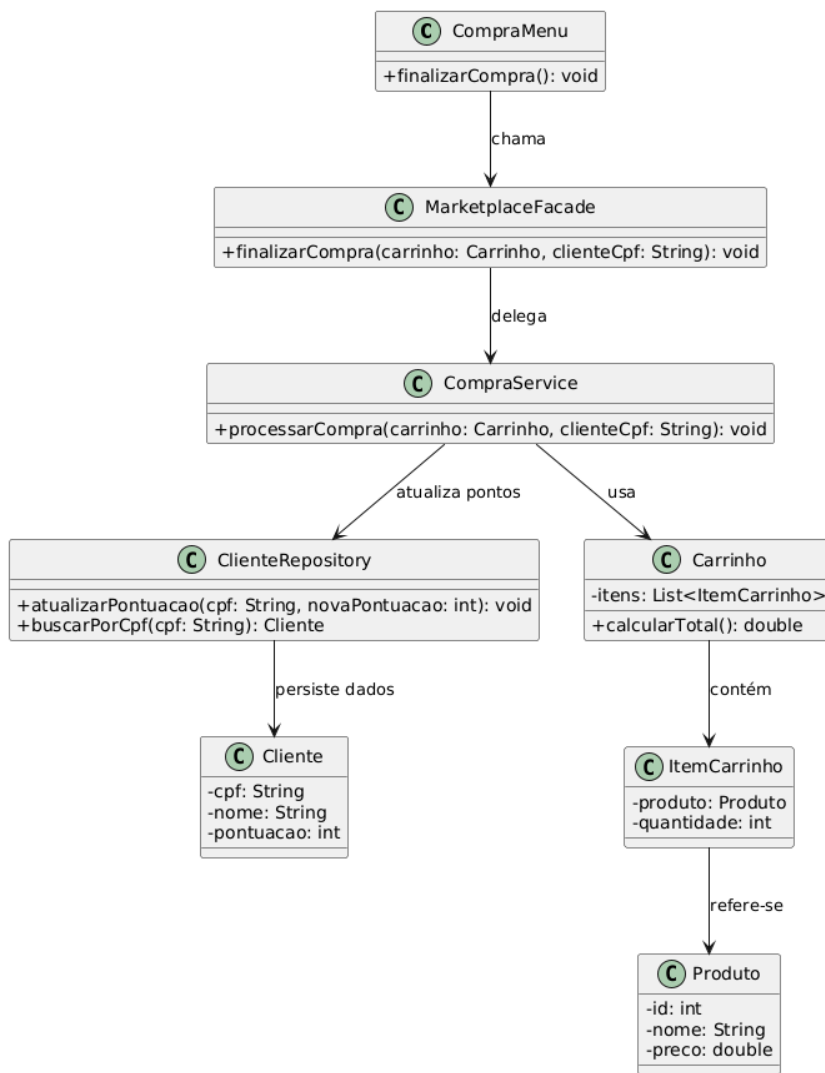 C CompraMenu
+finalizarCompra(): void
chama
C MarketplaceFacade
+finalizarCompra(carrinho: Carrinho, clienteCpf: String): void
delega
C CompraService
+processarCompra(carrinho: Carrinho, clienteCpf: String): void
atualiza pontos
usa
C ClienteRepository
+atualizarPontuacao(cpf: String, novaPontuacao: int): void
+buscarPorCpf(cpf: String): Cliente
C Carrinho
-itens: List<ItemCarrinho>
+calcularTotal(): double
persiste dados
contém
C Cliente
-cpf: String
-nome: String
-pontuacao: int
C ItemCarrinho
-produto: Produto
-quantidade: int
refere-se
C Produto
-id: int
-nome: String
-preco: double